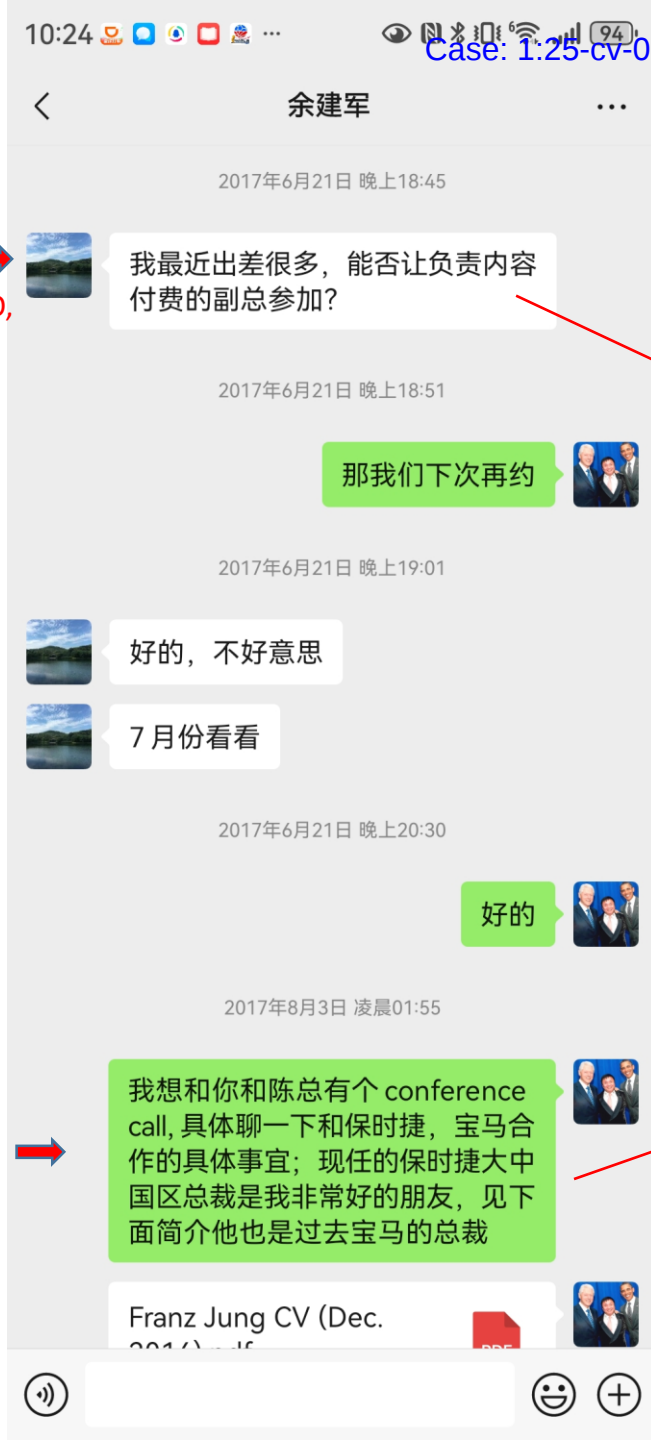 10:24
94
Case: 1:25-cv-0
余建军
2017年6月21日 晚上18:45
我最近出差很多，能否让负责内容
付费的副总参加？
2017年6月21日 晚上18:51
那我们下次再约
2017年6月21日 晚上19:01
好的，不好意思
7月份看看
2017年6月21日 晚上20:30
好的
2017年8月3日 凌晨01:55
我想和你和陈总有个 conference
call, 具体聊一下和保时捷，宝马合
作的具体事宜；现任的保时捷大中
国区总裁是我非常好的朋友，见下
面简介他也是过去宝马的总裁
Franz Jung CV (Dec.